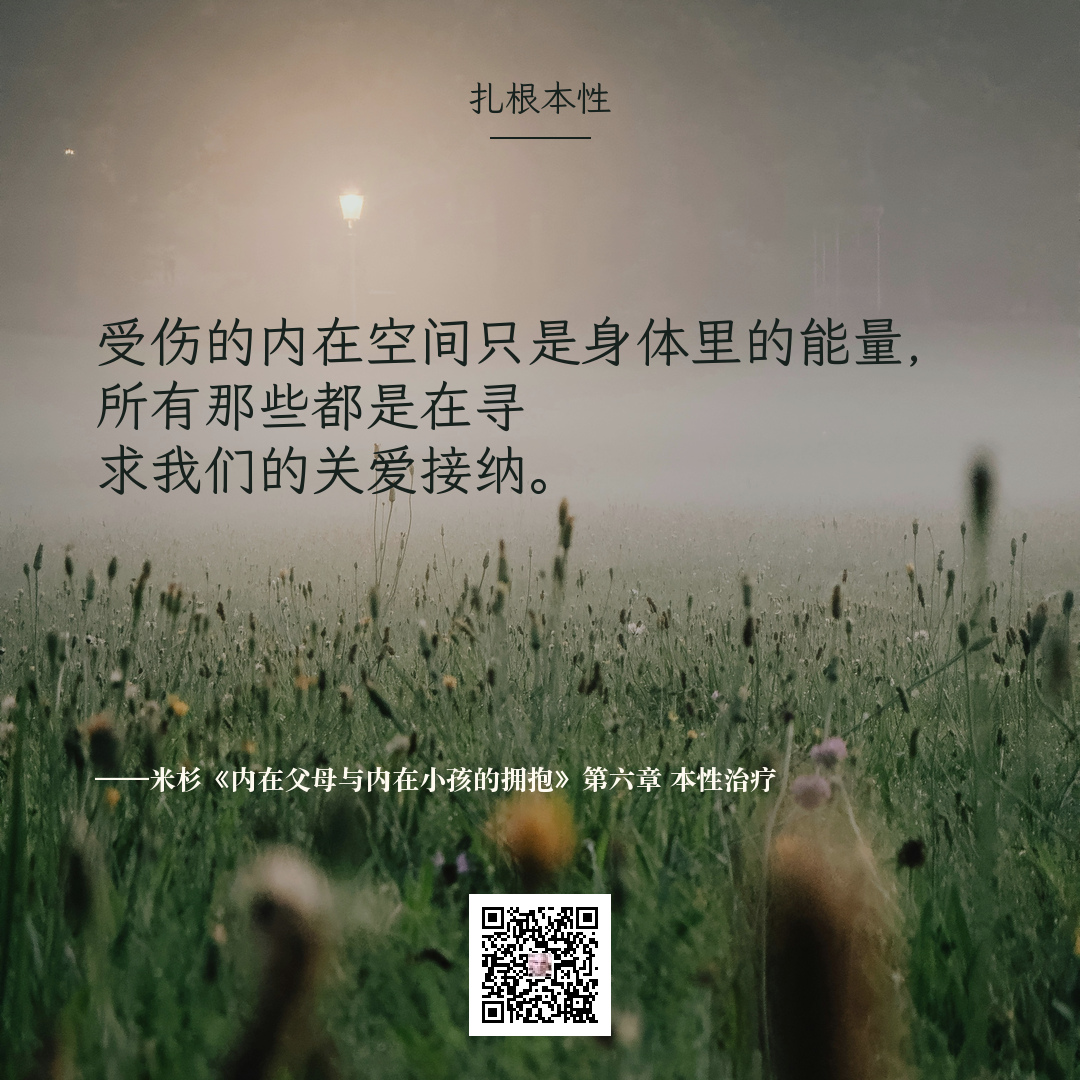 扎根本性
受伤的内在空间只是身体里的能量，
所有那些都是在寻
求我们的关爱接纳。
——米杉《内在父母与内在小孩的拥抱》第六章 本性治疗